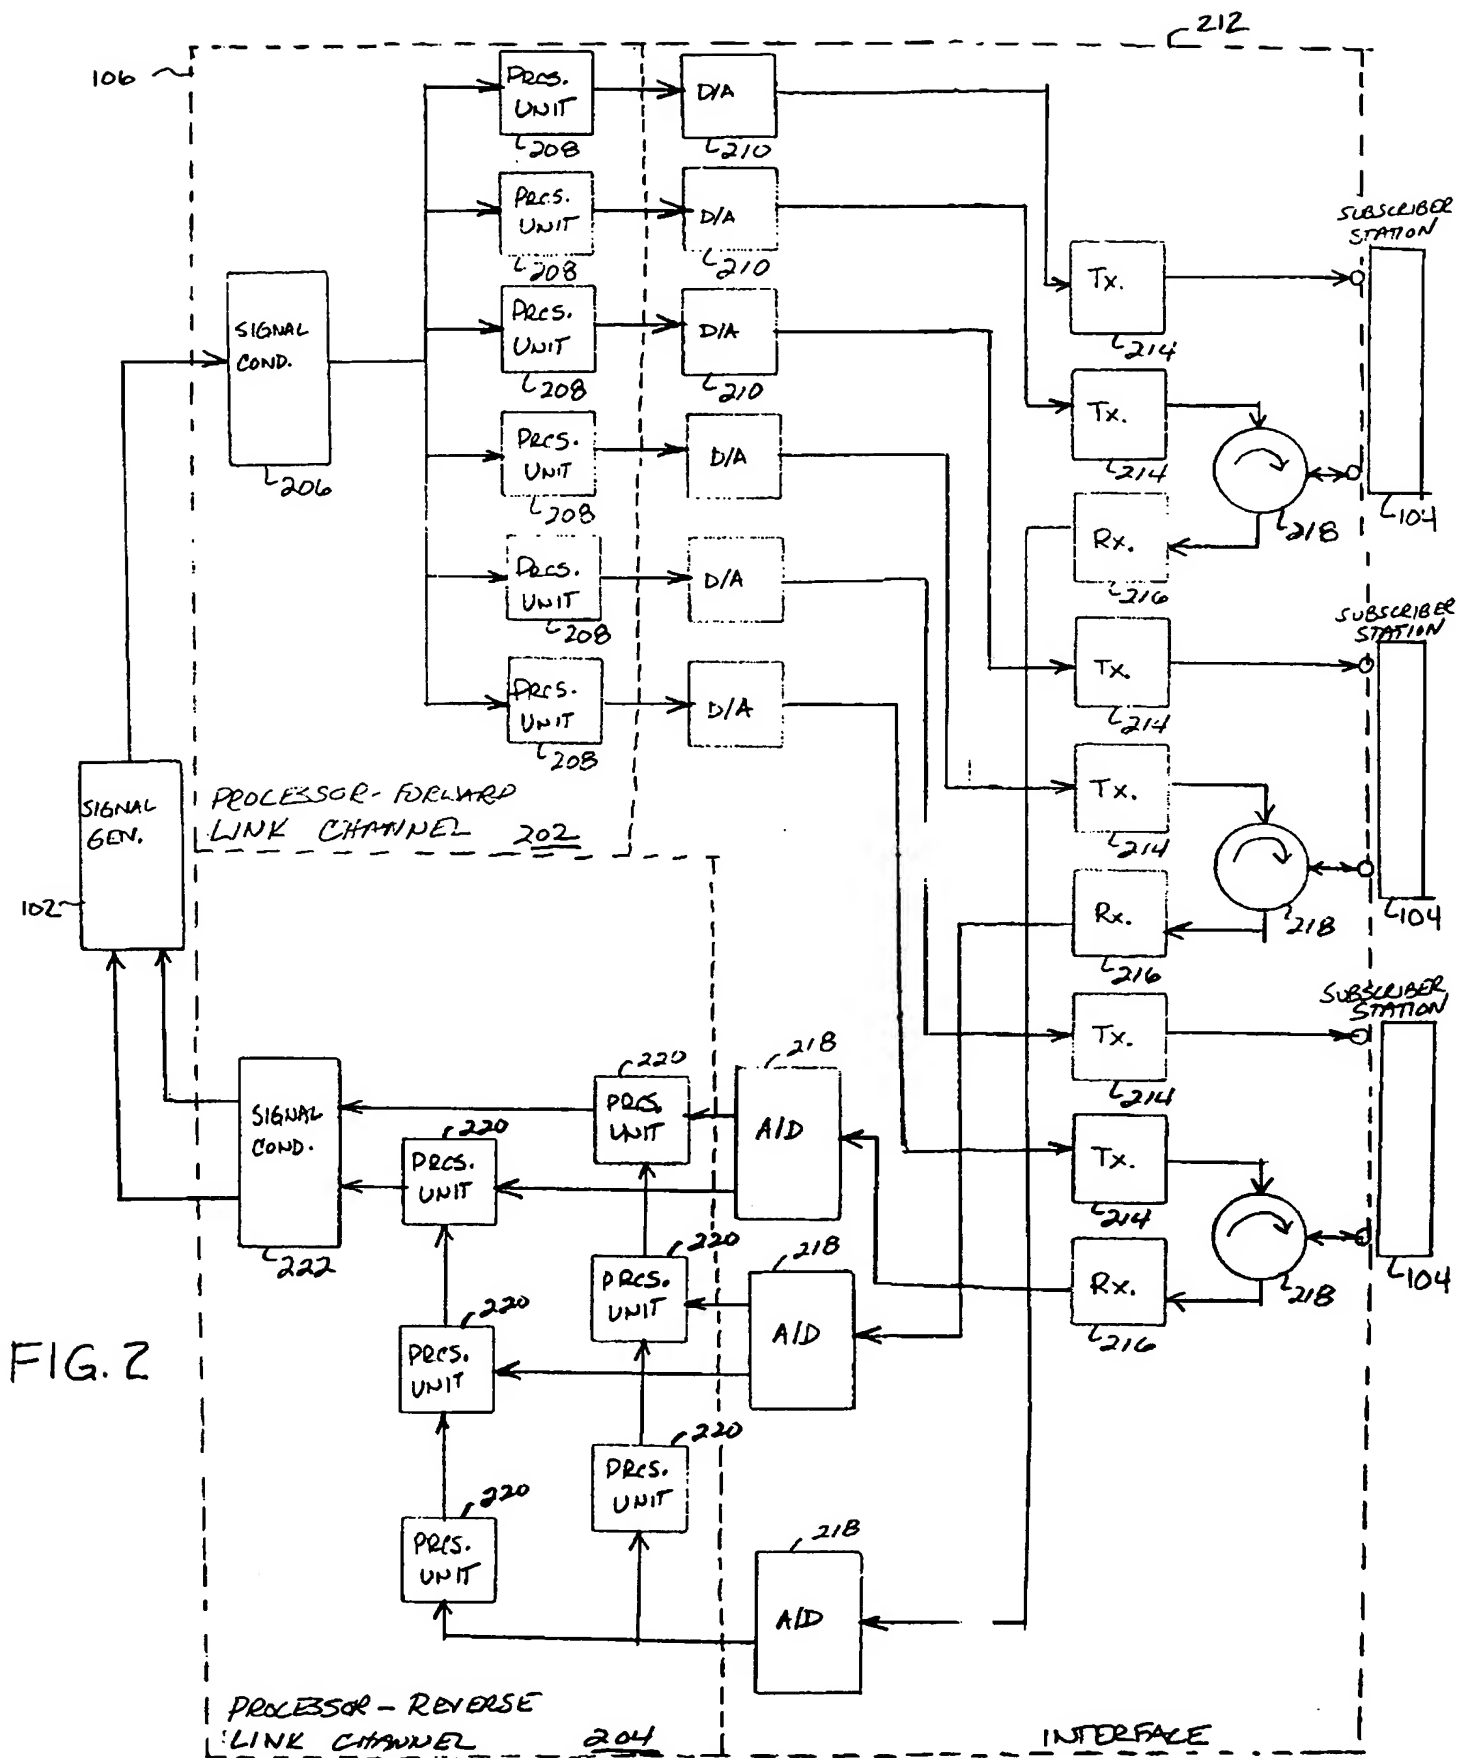 212
106
PRCS.
UNIT
208
D/A
210
PRCS.
UNIT
208
D/A
210
SUBSCRIBER
STATION
SIGNAL
COND.
206
PRCS.
UNIT
208
D/A
210
Tx.
214
PRCS.
UNIT
208
D/A
Tx.
214
218
104
PRCS.
UNIT
208
D/A
Rx.
216
SUBSCRIBER
STATION
PRCS.
UNIT
208
D/A
Tx.
214
SIGNAL
GEN.
102
PROCESSOR-FORWARD
LINK CHANNEL 202
Tx.
214
218
104
Rx.
216
SUBSCRIBER
STATION
Tx.
214
SIGNAL
COND.
222
220
PRCS.
UNIT
220
PRCS.
UNIT
218
A/D
Tx.
214
218
104
220
PRCS.
UNIT
218
A/D
Rx.
216
FIG. 2
220
PRCS.
UNIT
220
PRCS.
UNIT
220
PRCS.
UNIT
218
A/D
PROCESSOR-REVERSE
LINK CHANNEL 204
INTERFACE